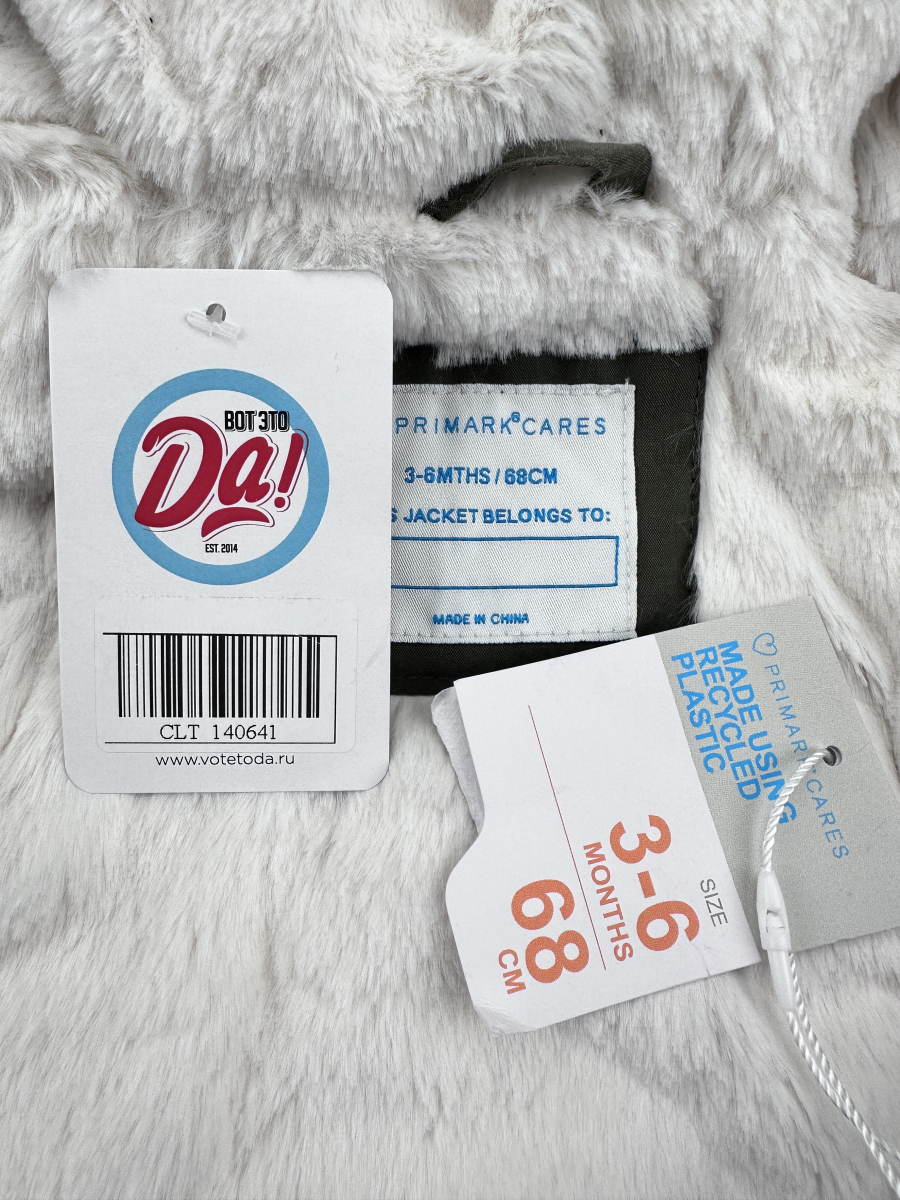 ВОТ ЭТО
Da!
EST. 2014
CLT 140641
www.votetoda.ru
PRIMARK®CARES
3-6MTHS / 68CM
S JACKET BELONGS TO:
MADE IN CHINA
PRIMARK®CARES
MADE USING
RECYCLED
PLASTIC
SIZE
3-6
MONTHS
68
CM